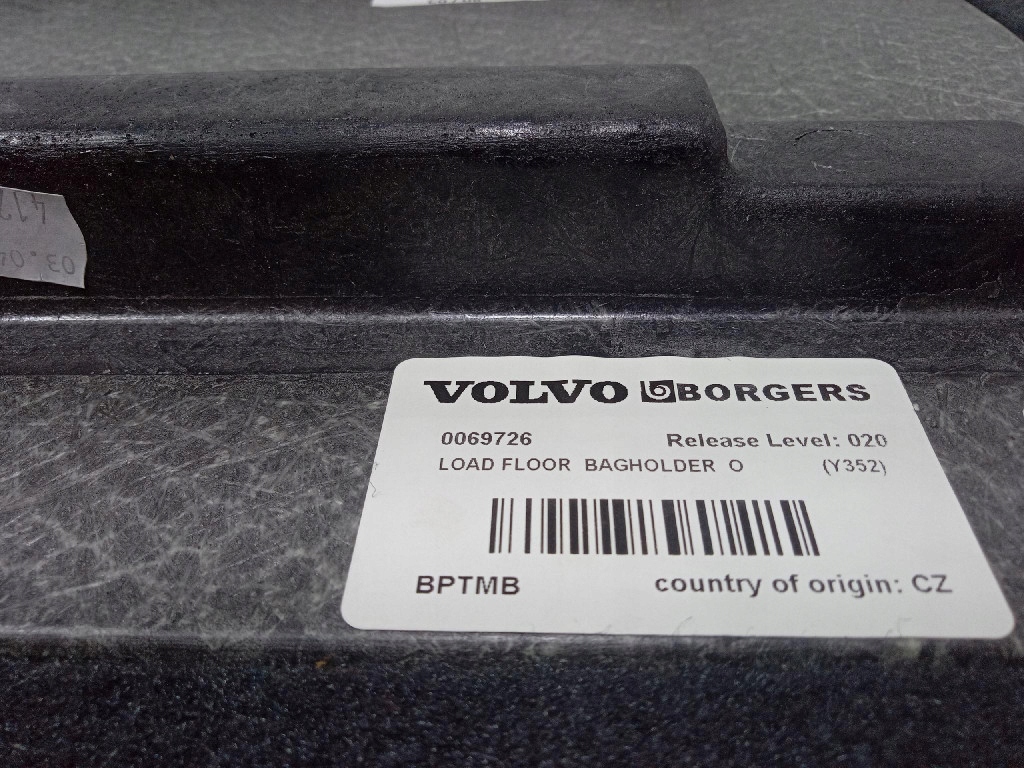 VOLVO BORGERS
0069726 Release Level: 020
LOAD FLOOR BAGHOLDER O (Y352)
BPTMB country of origin: CZ